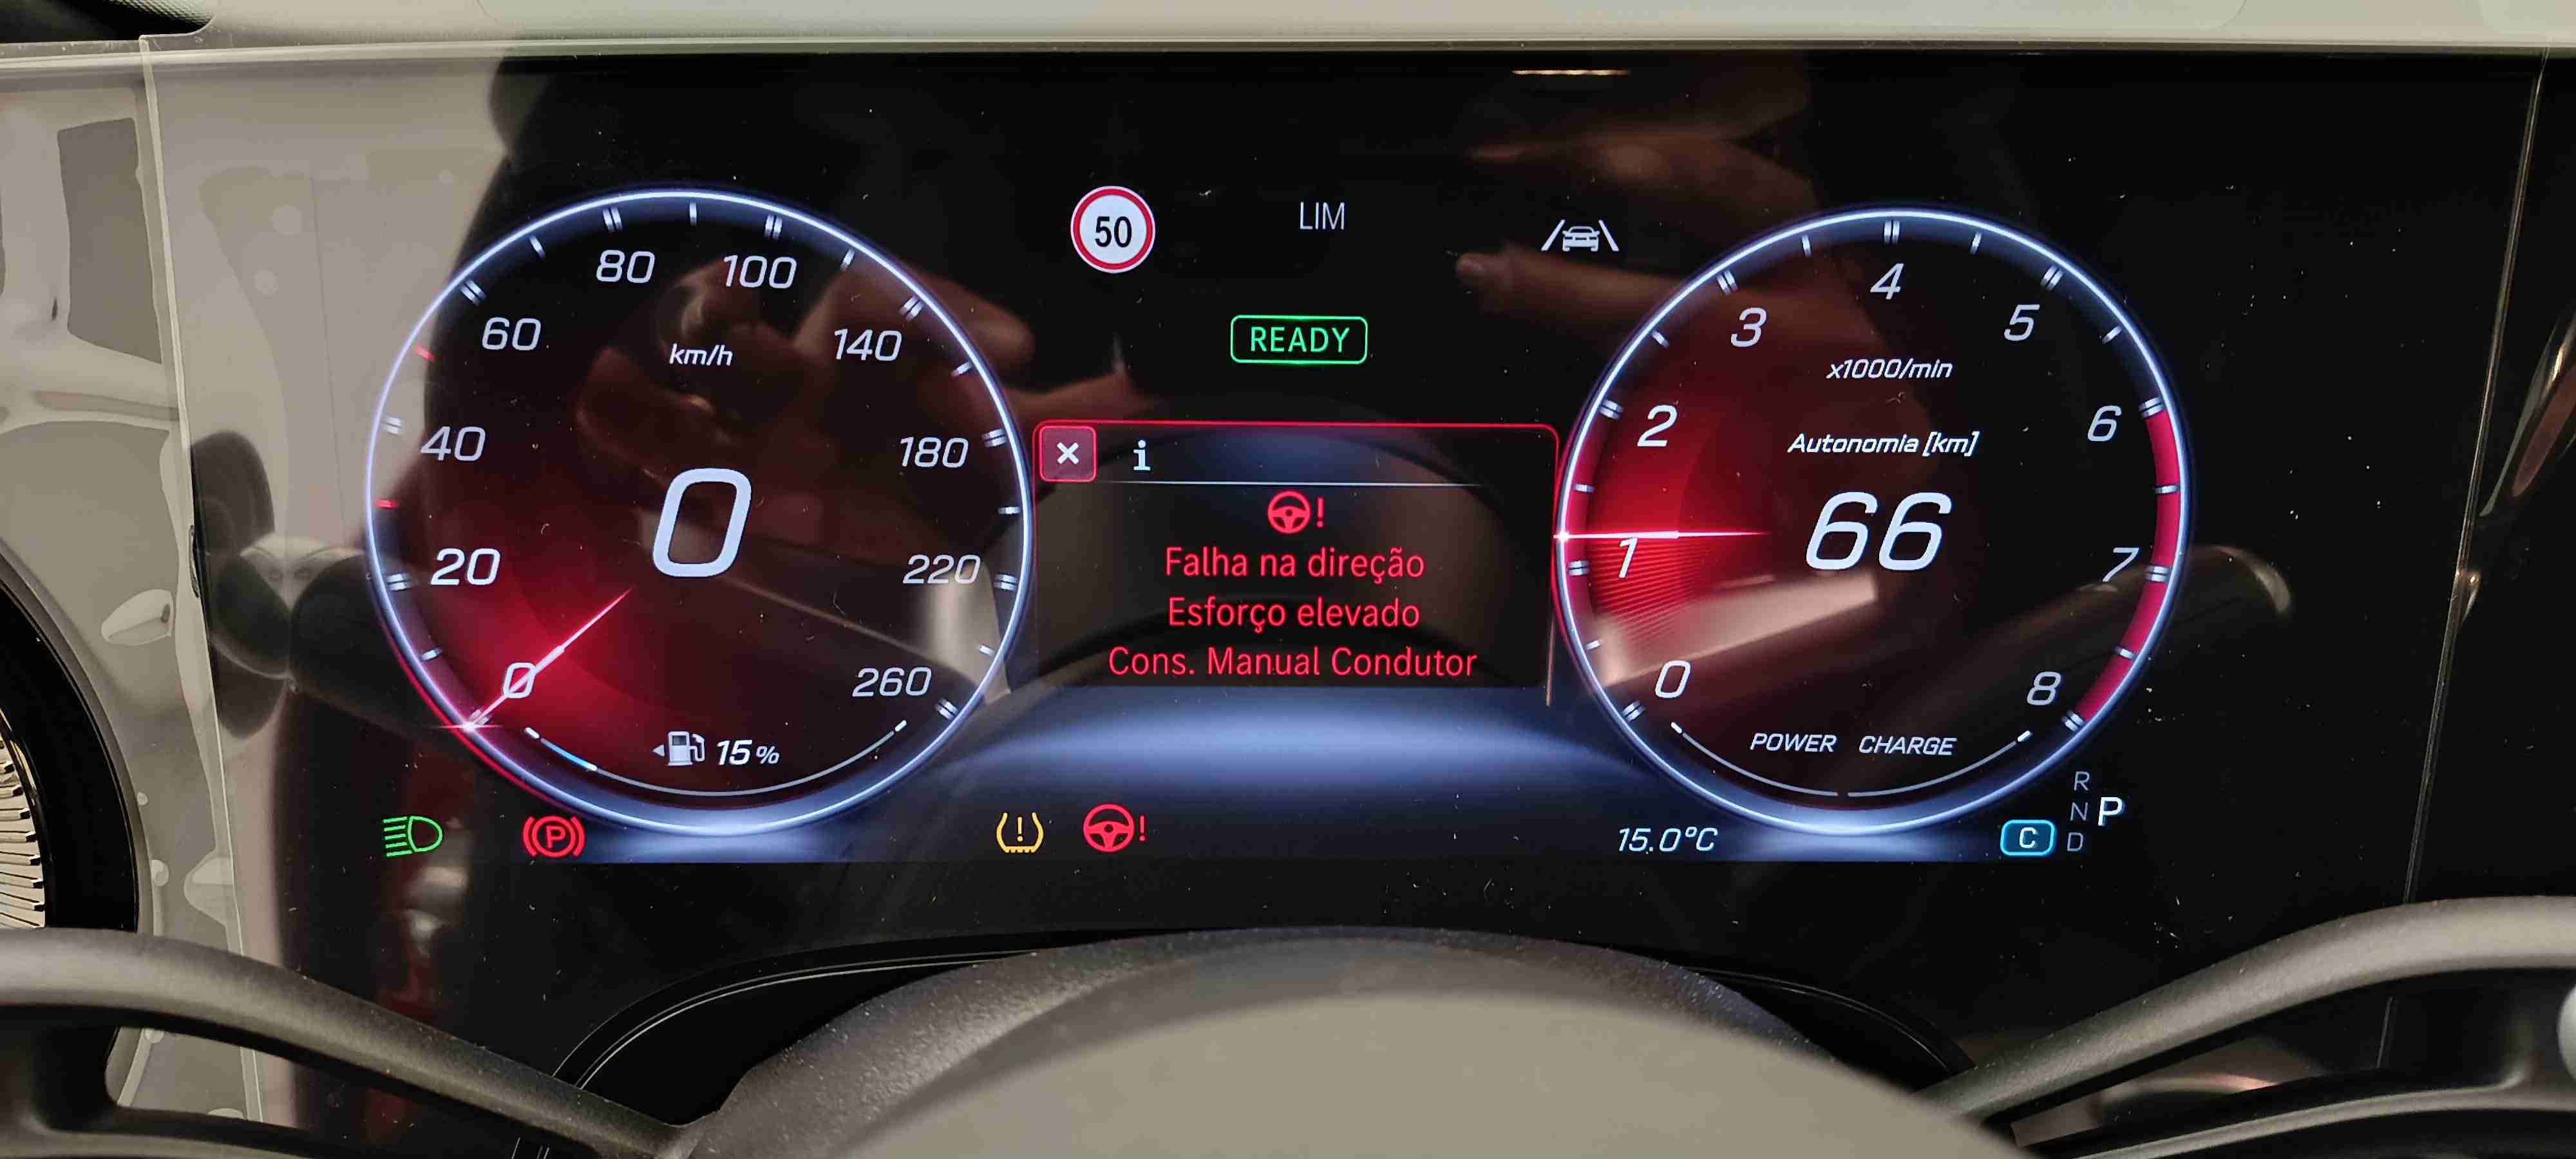 50
LIM
READY
0
20
40
60
80
100
140
180
220
260
km/h
0
15%
i
!
Falha na direção
Esforço elevado
Cons. Manual Condutor
0
1
2
3
4
5
6
7
8
x1000/min
Autonomia [km]
66
POWER CHARGE
P
!
!
15.0°C
C
R
N
D
P